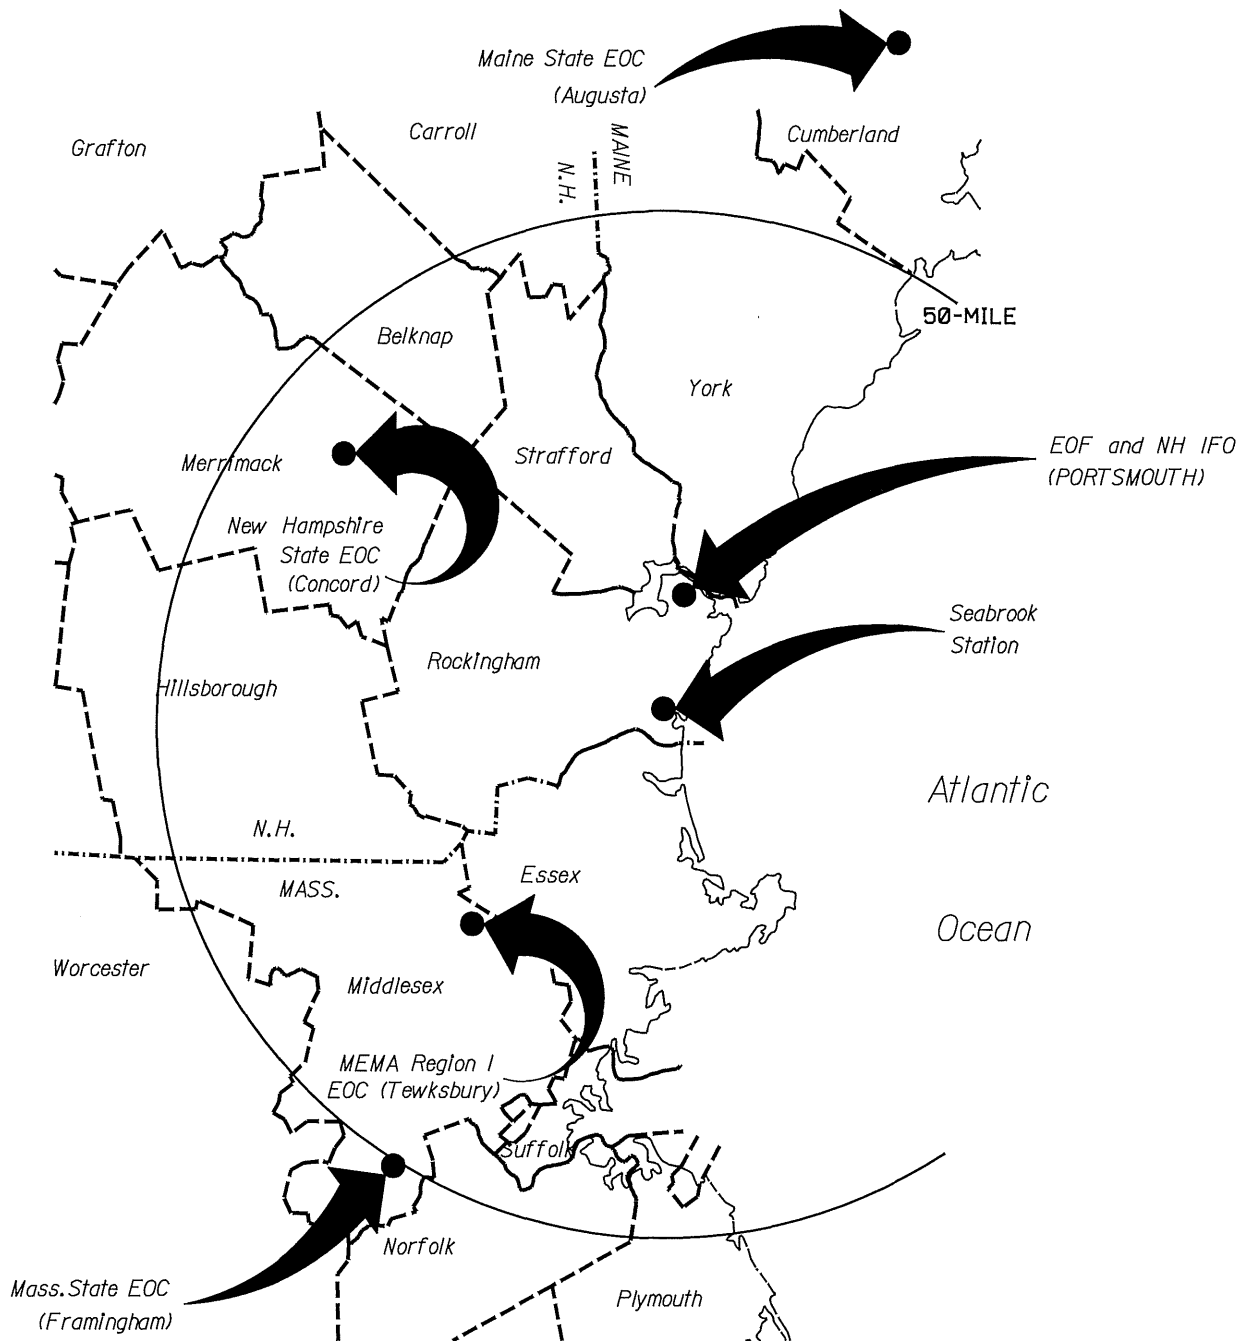 Maine State EOC
(Augusta)
Grafton
Carroll
MAINE
N.H.
Cumberland
50-MILE
Belknap
York
EOF and NH IFO
(PORTSMOUTH)
Merrimack
Strafford
New Hampshire
State EOC
(Concord)
Seabrook
Station
Rockingham
Hillsborough
Atlantic
N.H.
MASS.
Essex
Ocean
Worcester
Middlesex
MEMA Region I
EOC (Tewksbury)
Suffolk
Norfolk
Mass.State EOC
(Framingham)
Plymouth